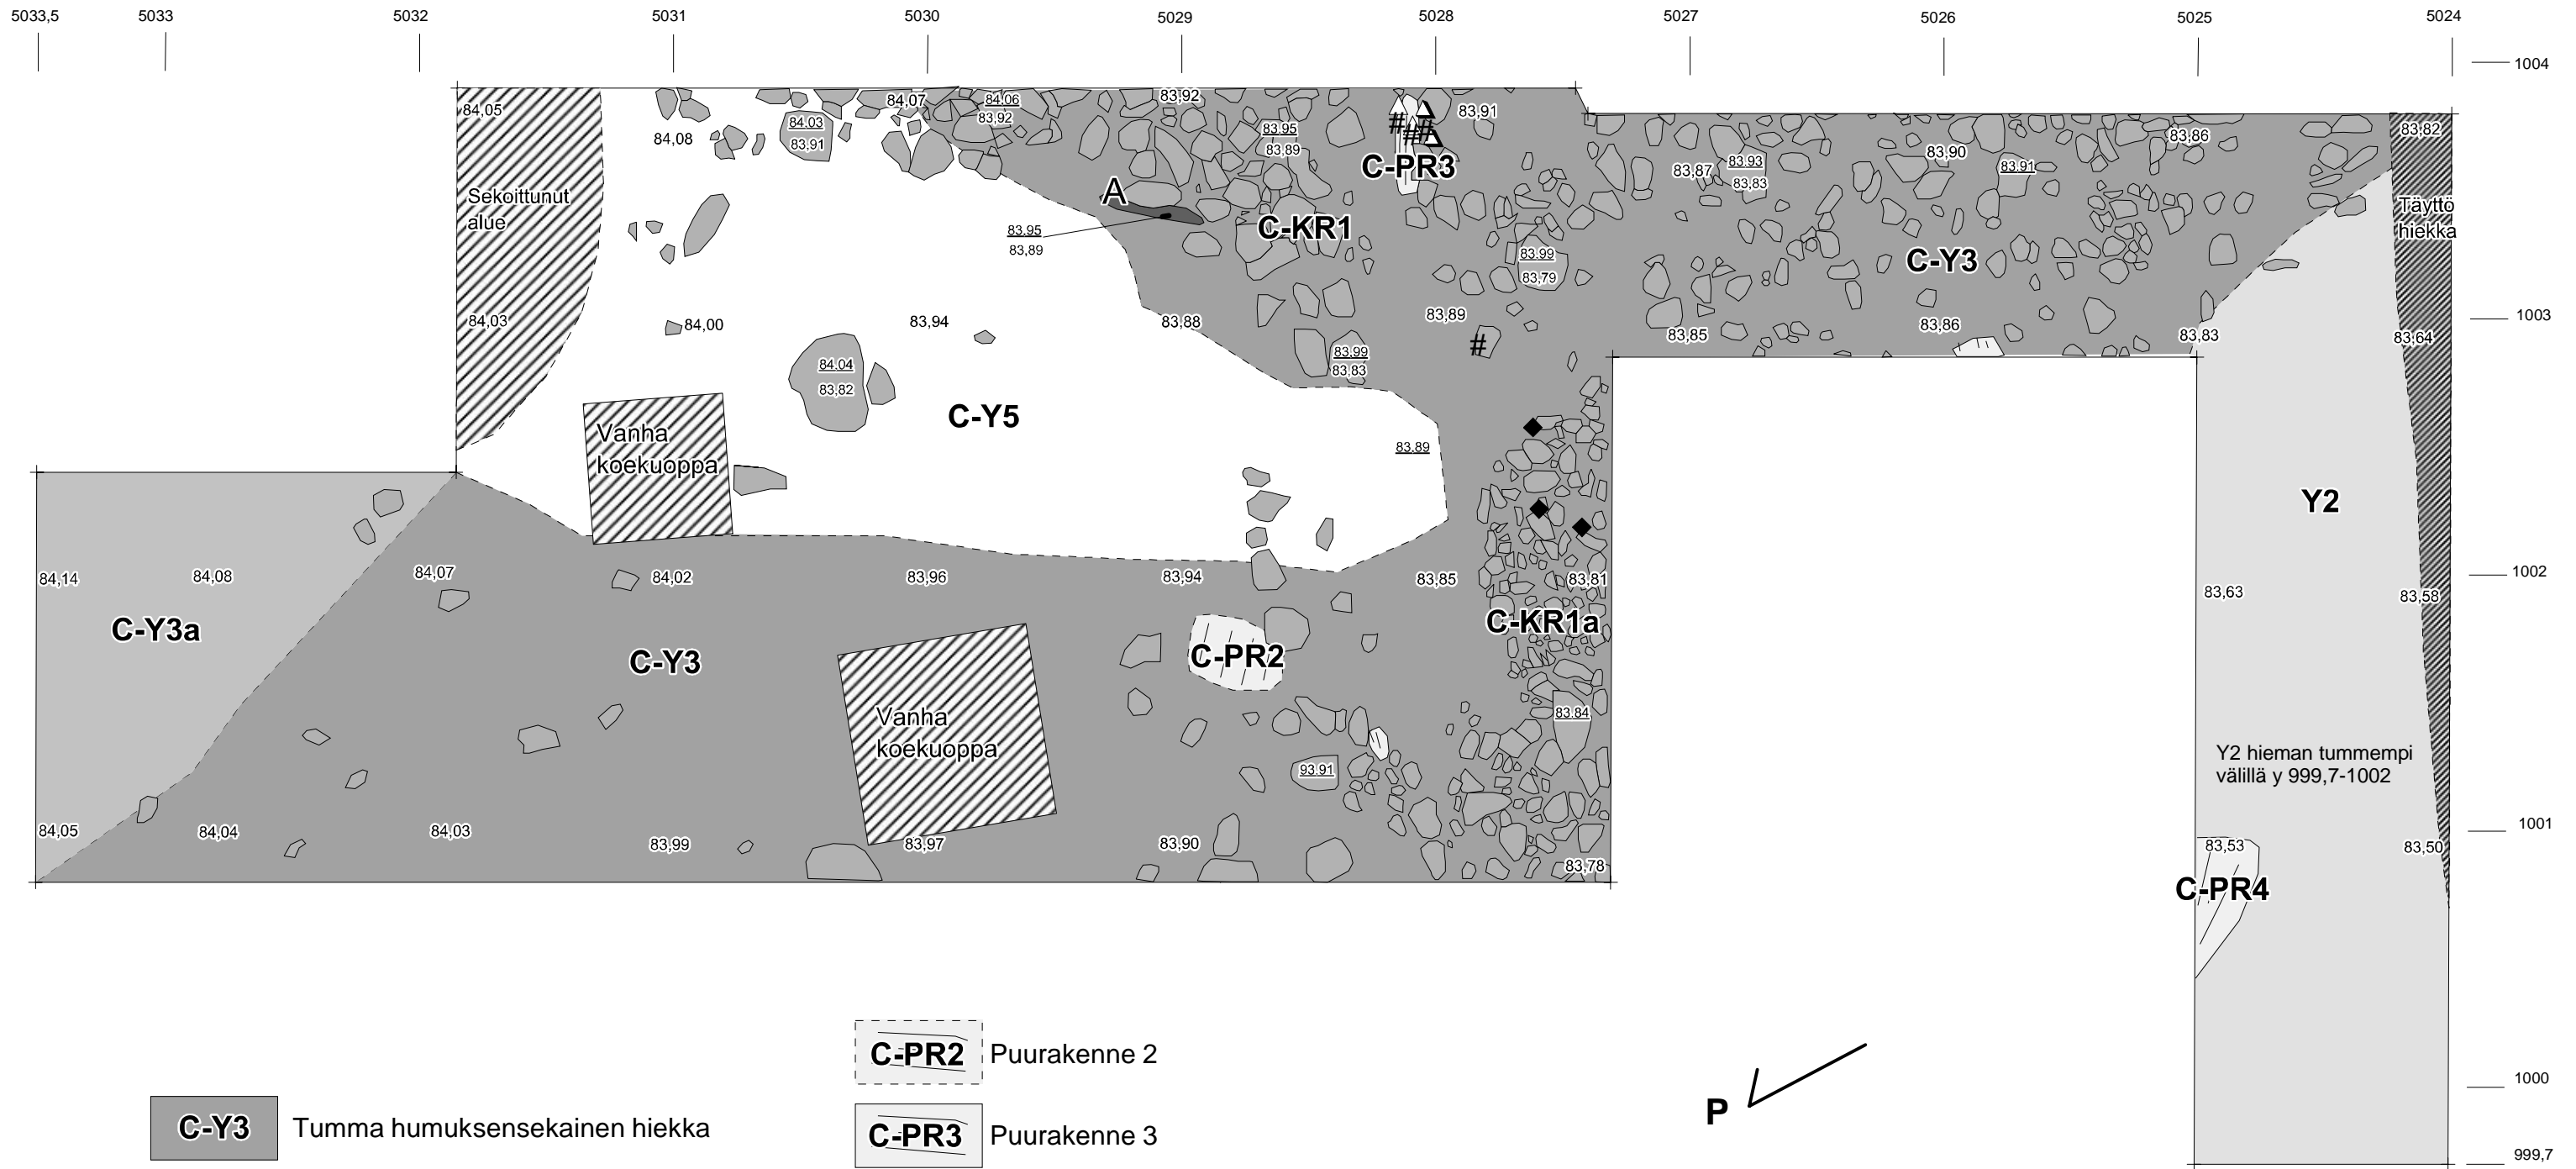 5033,5 5033 5032 5031 5030 5029 5028 5027 5026 5025 5024
1004
84,05 84,08 84.03 83,91 84,07 84.06 83,92 83,92 83.95 83,89 83,91
# # #
C-PR3
83,87 83.93 83,83 83,90 83.91 83,86 83,82
Sekoittunut
alue
A
83.95
83,89
C-KR1
83.99
83,79
C-Y3
Täyttö
hiekka
84,03 84,00 83,94 83,88 83,89 83,85 83,86 83,83 83,64
1003
#
84.04
83,82
83.99
83,83
C-Y5
Vanha
koekuoppa
83.89
Y2
84,14 84,08 84,07 84,02 83,96 83,94 83,85 83,81 83,63 83,58
1002
C-Y3a
C-Y3
C-PR2
C-KR1a
Vanha
koekuoppa
83.84
93.91
Y2 hieman tummempi
välillä y 999,7-1002
84,05 84,04 84,03 83,99 83,97 83,90 83,78 83,53 83,50
1001
C-PR4
C-PR2 Puurakenne 2
1000
C-Y3 Tumma humuksensekainen hiekka
C-PR3 Puurakenne 3
P
999,7